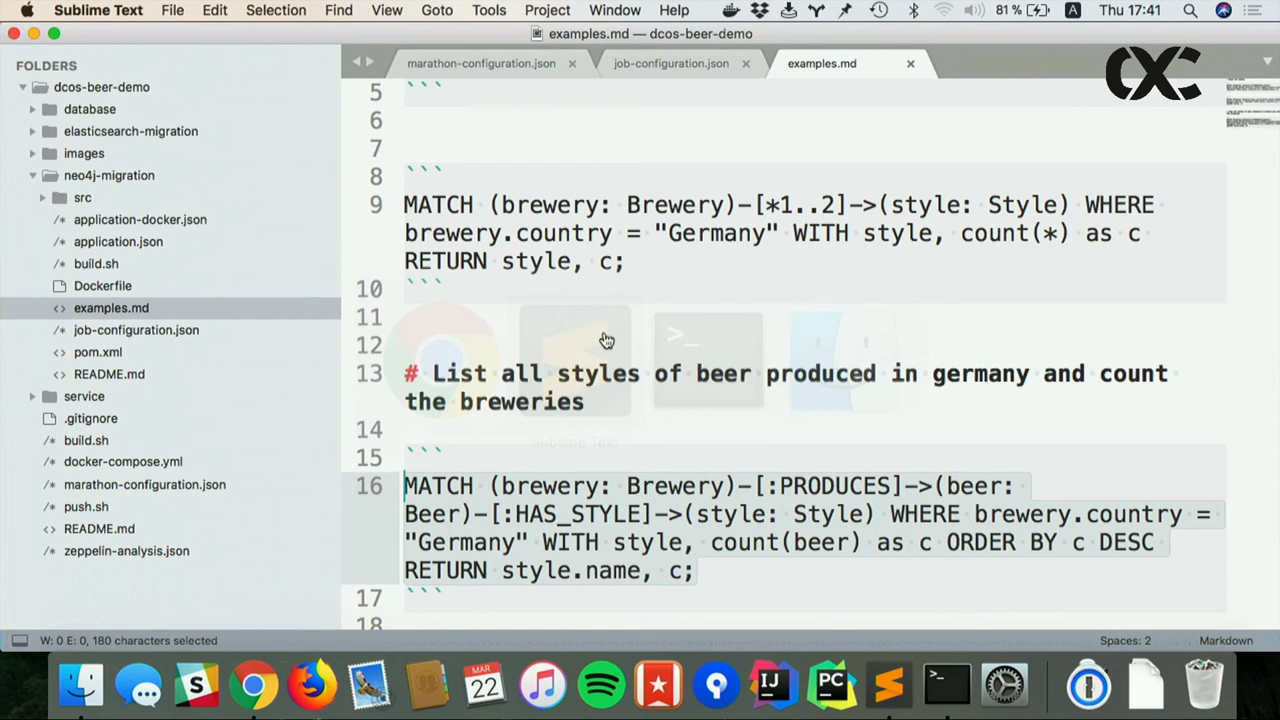 Sublime Text File Edit Selection Find View Goto Tools Project Window Help 81 % A Thu 17:41
examples.md — dcos-beer-demo
FOLDERS
dcos-beer-demo
database
elasticsearch-migration
images
neo4j-migration
src
/* application-docker.json
/* application.json
/* build.sh
Dockerfile
<> examples.md
/* job-configuration.json
<> pom.xml
<> README.md
service
.gitignore
/* build.sh
/* docker-compose.yml
/* marathon-configuration.json
/* push.sh
<> README.md
/* zeppelin-analysis.json
marathon-configuration.json × job-configuration.json × examples.md ×
CXC
5 ```
6
7
8 ```
9 MATCH (brewery: Brewery)-[*1..2]->(style: Style) WHERE
brewery.country = "Germany" WITH style, count(*) as c
RETURN style, c;
10 ```
11
12
13 # List all styles of beer produced in germany and count
the breweries
14
15 ```
16 MATCH (brewery: Brewery)-[:PRODUCES]->(beer:
Beer)-[:HAS_STYLE]->(style: Style) WHERE brewery.country =
"Germany" WITH style, count(beer) as c ORDER BY c DESC
RETURN style.name, c;
17 ```
18
Sublime Text
W: 0 E: 0, 180 characters selected Spaces: 2 Markdown
MAR
22
IJ
PC
>_